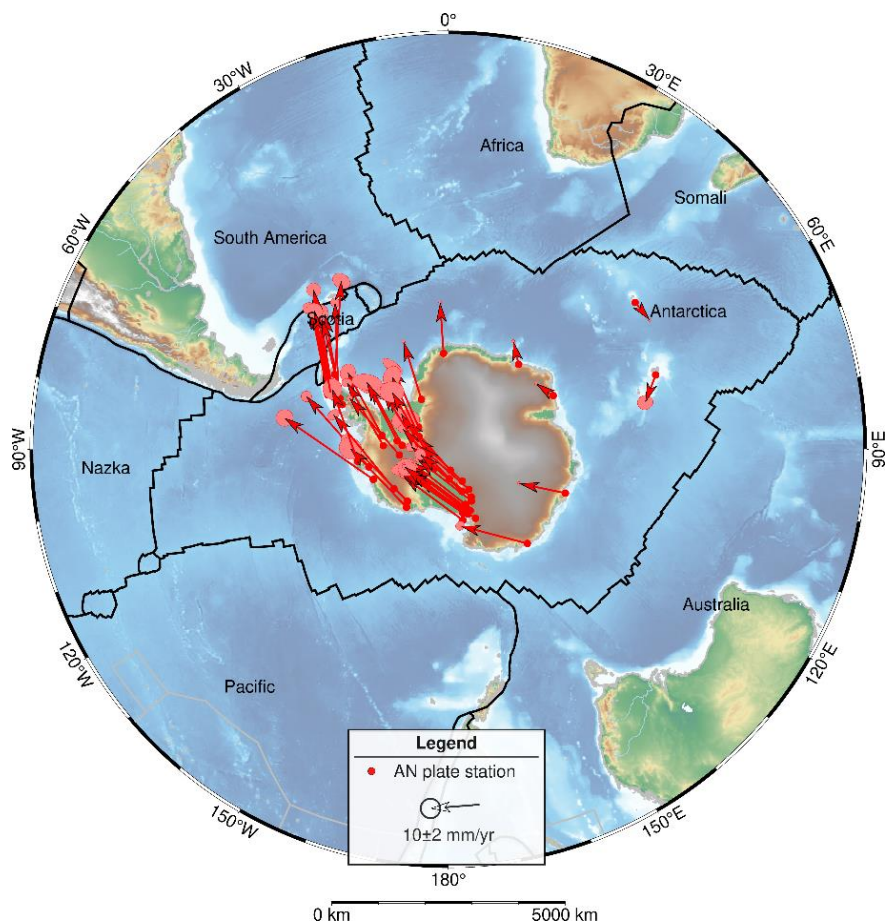 0°
30°W
30°E
Africa
Somali
60°W
60°E
South America
Antarctica
Scotia
90°W
90°E
Nazka
Australia
120°W
120°E
Pacific
Legend
AN plate station
10±2 mm/yr
150°W
150°E
180°
0 km
5000 km